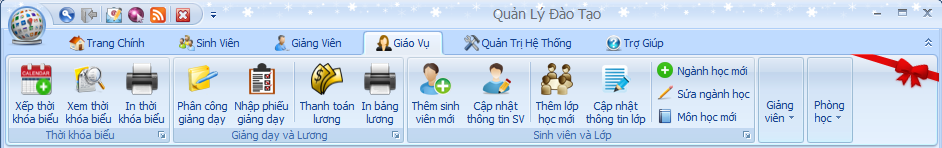 Quản Lý Đào Tạo
Trang Chính Sinh Viên Giảng Viên Giáo Vụ Quản Trị Hệ Thống Trợ Giúp
CALENDAR
Xếp thời khóa biểu
Xem thời khóa biểu
In thời khóa biểu
Thời khóa biểu
Phân công giảng dạy
Nhập phiếu giảng dạy
Thanh toán lương
In bảng lương
Giảng dạy và Lương
Thêm sinh viên mới
Cập nhật thông tin SV
Thêm lớp học mới
Cập nhật thông tin lớp
Ngành học mới
Sửa ngành học
Môn học mới
Sinh viên và Lớp
Giảng viên
Phòng học